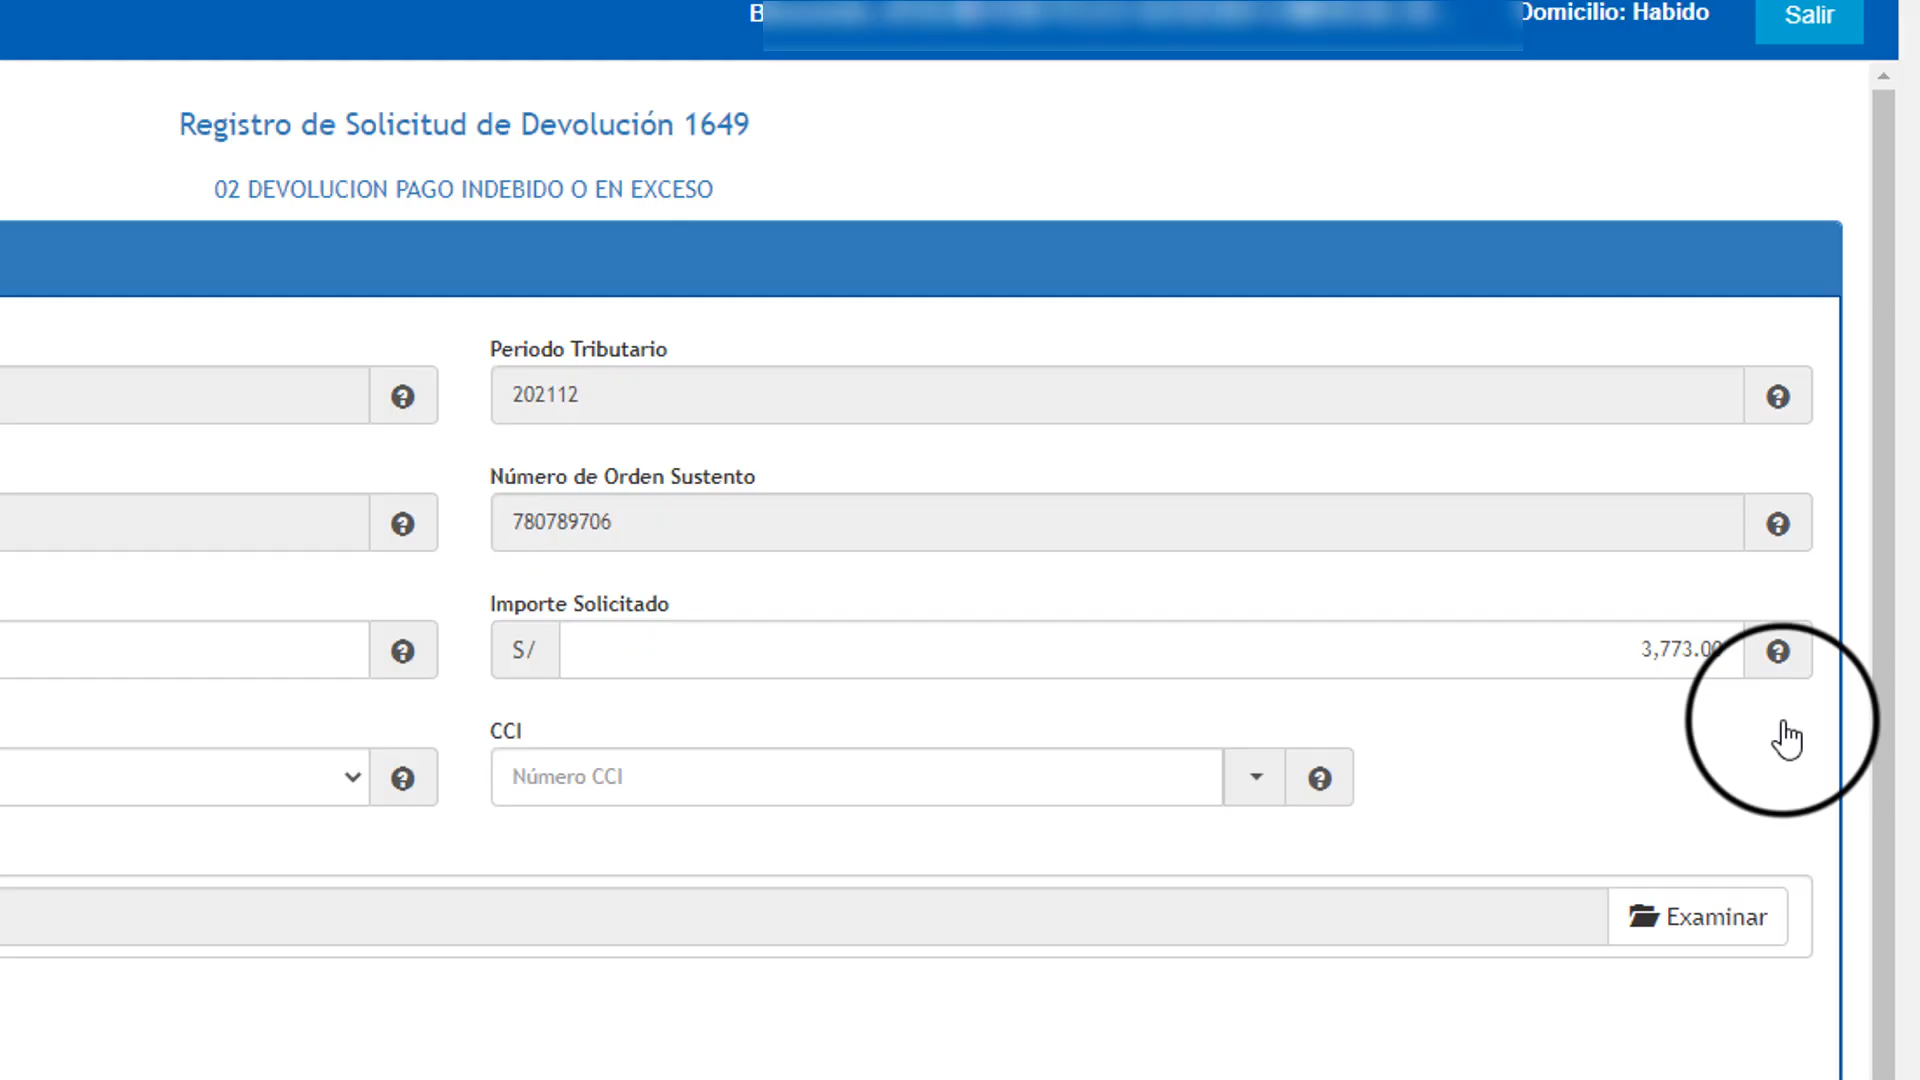 Domicilio: Habido
Salir
Registro de Solicitud de Devolución 1649
02 DEVOLUCION PAGO INDEBIDO O EN EXCESO
Periodo Tributario
202112
Número de Orden Sustento
780789706
Importe Solicitado
S/
3,773.00
CCI
Número CCI
Examinar